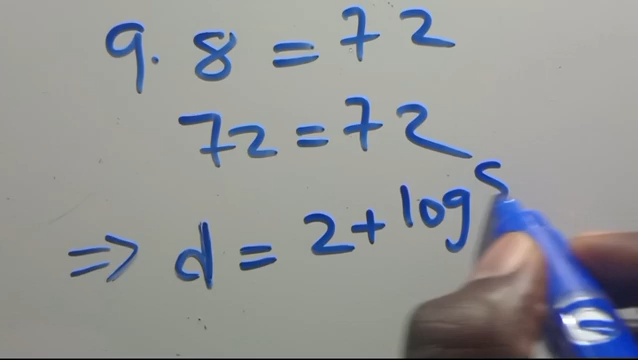 9. 8 = 72
72 = 72
⇒ d = 2 + log